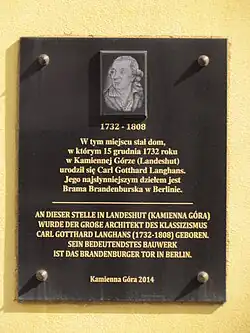 1732 - 1808
W tym miejscu stał dom,
w którym 15 grudnia 1732 roku
w Kamiennej Górze (Landeshut)
urodził się Carl Gotthard Langhans.
Jego najsłynniejszym dziełem jest
Brama Brandenburska w Berlinie.
AN DIESER STELLE IN LANDESHUT (KAMIENNA GÓRA)
WURDE DER GROßE ARCHITEKT DES KLASSIZISMUS
CARL GOTTHARD LANGHANS (1732-1808) GEBOREN.
SEIN BEDEUTENDSTES BAUWERK
IST DAS BRANDENBURGER TOR IN BERLIN.
Kamienna Góra 2014